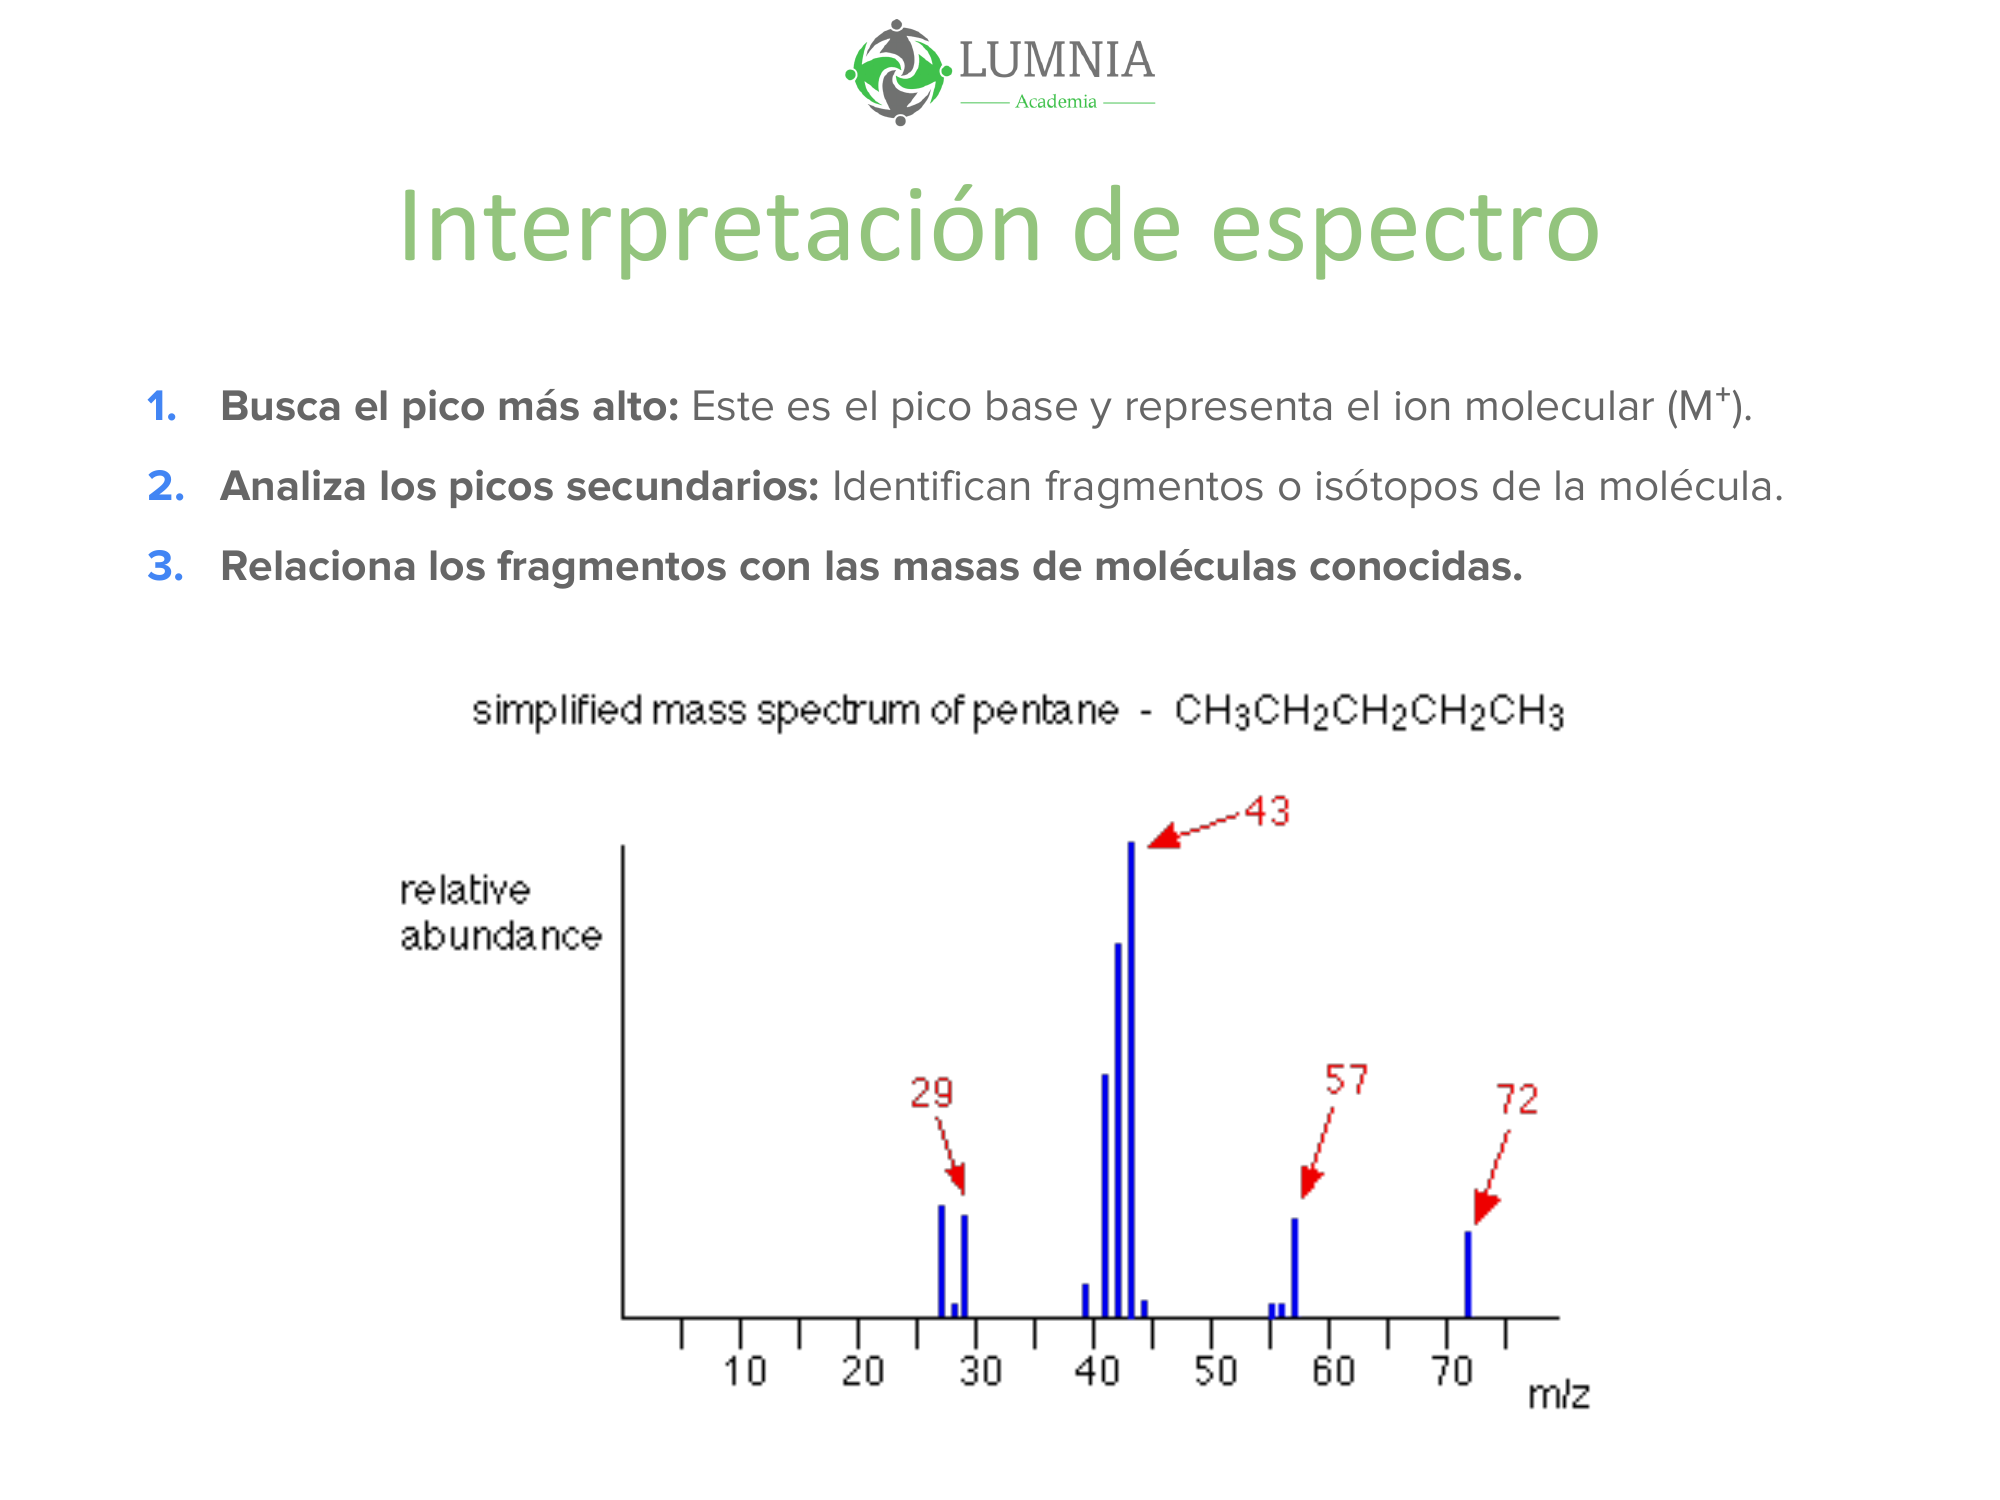 LUMNIA
Academia
Interpretación de espectro
1. Busca el pico más alto: Este es el pico base y representa el ion molecular (M⁺).
2. Analiza los picos secundarios: Identifican fragmentos o isótopos de la molécula.
3. Relaciona los fragmentos con las masas de moléculas conocidas.
simplified mass spectrum of pentane - CH₃CH₂CH₂CH₂CH₃
relative
abundance
43
29
57
72
10 20 30 40 50 60 70
m/z